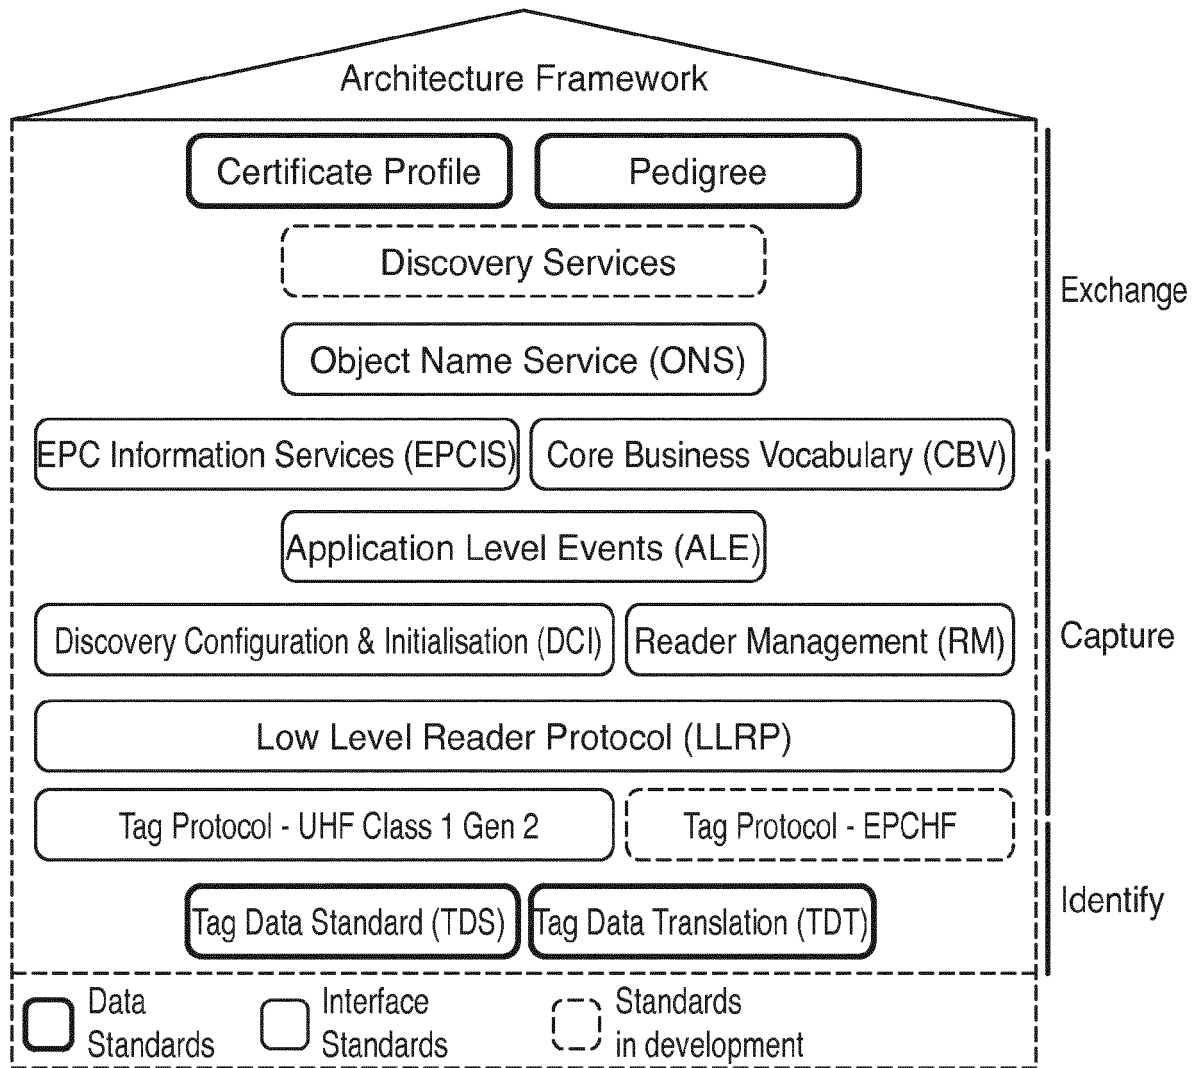 Architecture Framework
Certificate Profile
Pedigree
Discovery Services
Exchange
Object Name Service (ONS)
EPC Information Services (EPCIS)
Core Business Vocabulary (CBV)
Application Level Events (ALE)
Discovery Configuration & Initialisation (DCI)
Reader Management (RM)
Capture
Low Level Reader Protocol (LLRP)
Tag Protocol - UHF Class 1 Gen 2
Tag Protocol - EPCHF
Identify
Tag Data Standard (TDS)
Tag Data Translation (TDT)
Data
Standards
Interface
Standards
Standards
in development